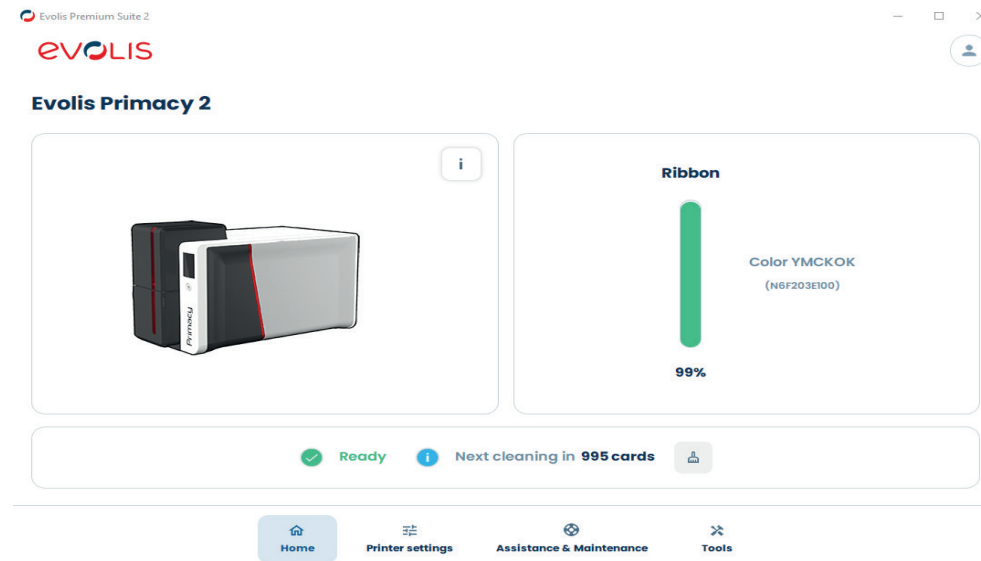 Evolis Premium Suite 2
evolis
Evolis Primacy 2
i
Primacy
Ribbon
Color YMCKOK
(N6F203E100)
99%
Ready
i
Next cleaning in 995 cards
Home
Printer settings
Assistance & Maintenance
Tools